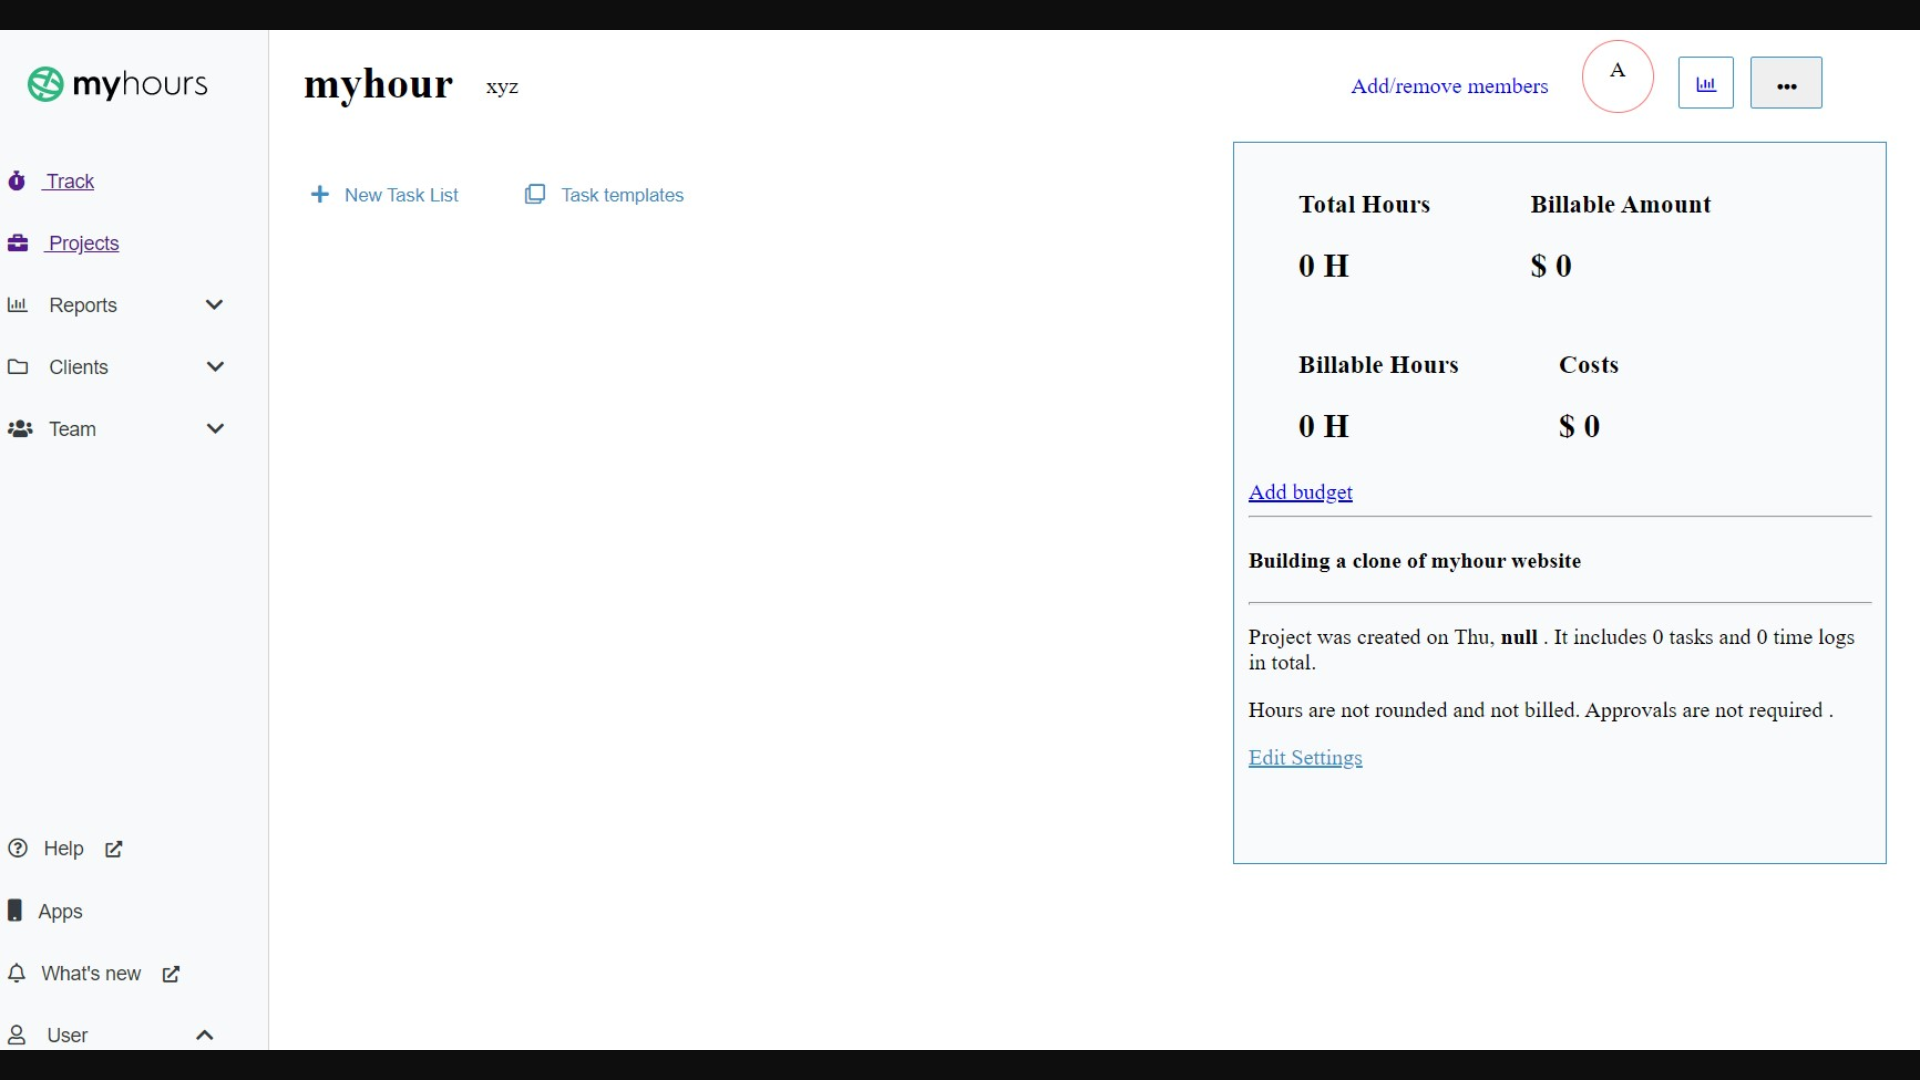 myhours
Track
Projects
Reports
Clients
Team
Help
Apps
What's new
User
myhour xyz
Add/remove members
A
...
New Task List
Task templates
Total Hours Billable Amount
0 H $ 0
Billable Hours Costs
0 H $ 0
Add budget
Building a clone of myhour website
Project was created on Thu, null . It includes 0 tasks and 0 time logs
in total.
Hours are not rounded and not billed. Approvals are not required .
Edit Settings